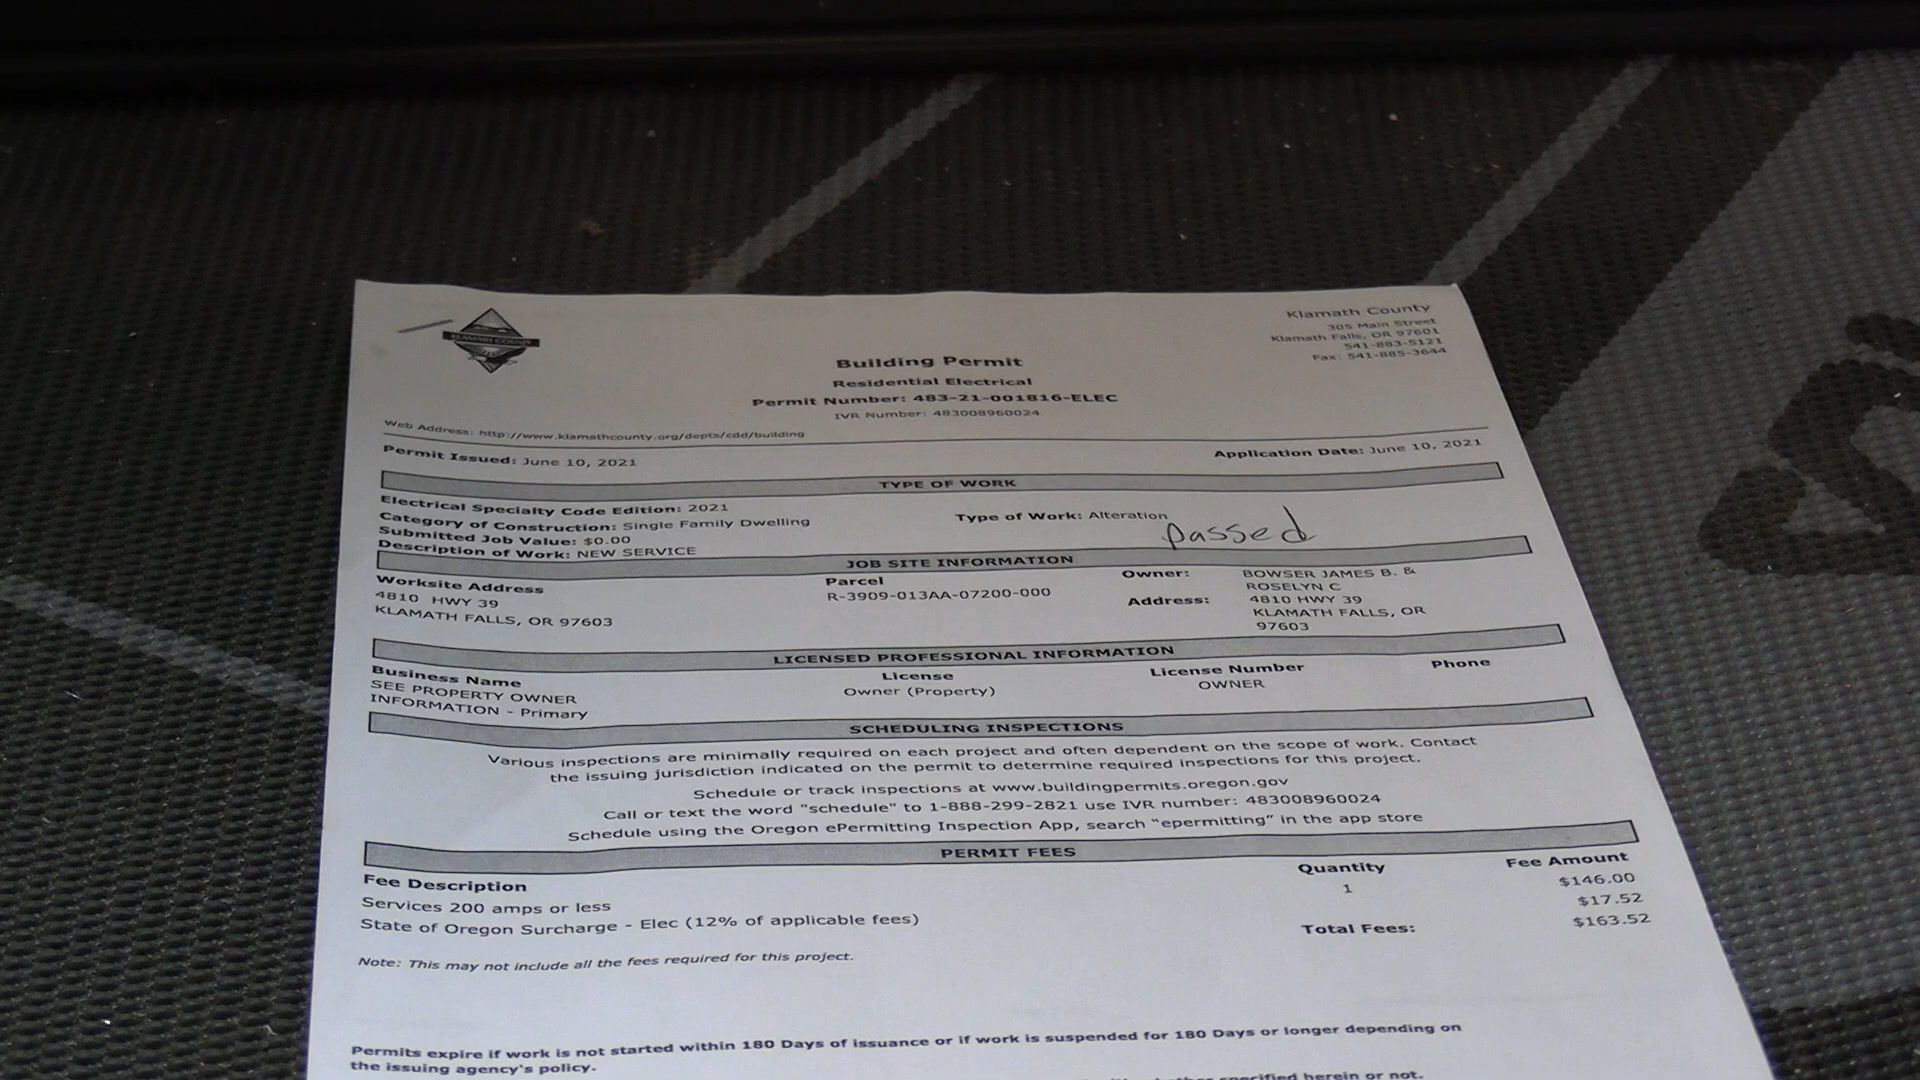 KLAMATH COUNTY
Klamath County
305 Main Street
Klamath Falls, OR 97601
541-883-5121
Fax: 541-885-3644
Building Permit
Residential Electrical
Permit Number: 483-21-001816-ELEC
IVR Number: 483008960024
Web Address: http://www.klamathcounty.org/depts/cdd/building
Permit Issued: June 10, 2021 Application Date: June 10, 2021
TYPE OF WORK
Electrical Specialty Code Edition: 2021
Category of Construction: Single Family Dwelling Type of Work: Alteration
passed
Submitted Job Value: $0.00
Description of Work: NEW SERVICE
JOB SITE INFORMATION
Worksite Address Parcel Owner: BOWSER JAMES B. &
ROSELYN C
4810 HWY 39 R-3909-013AA-07200-000 Address: 4810 HWY 39
KLAMATH FALLS, OR 97603 KLAMATH FALLS, OR
97603
LICENSED PROFESSIONAL INFORMATION
Business Name License License Number Phone
SEE PROPERTY OWNER Owner (Property) OWNER
INFORMATION - Primary
SCHEDULING INSPECTIONS
Various inspections are minimally required on each project and often dependent on the scope of work. Contact
the issuing jurisdiction indicated on the permit to determine required inspections for this project.
Schedule or track inspections at www.buildingpermits.oregon.gov
Call or text the word "schedule" to 1-888-299-2821 use IVR number: 483008960024
Schedule using the Oregon ePermitting Inspection App, search “epermitting” in the app store
PERMIT FEES
Fee Description Quantity Fee Amount
Services 200 amps or less 1 $146.00
State of Oregon Surcharge - Elec (12% of applicable fees) $17.52
Total Fees: $163.52
Note: This may not include all the fees required for this project.
Permits expire if work is not started within 180 Days of issuance or if work is suspended for 180 Days or longer depending on
the issuing agency's policy.
specified herein or not.